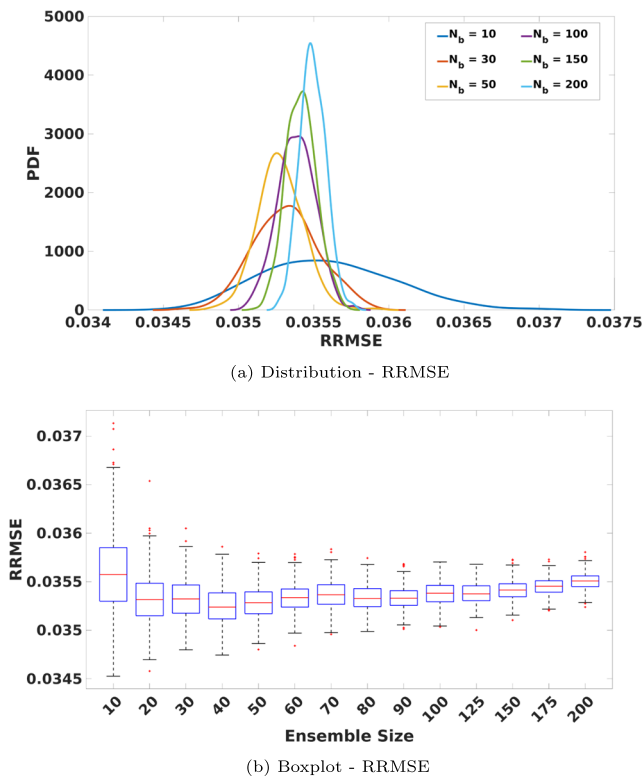 5000
4000
3000
2000
1000
0
PDF
N_b = 10
N_b = 30
N_b = 50
N_b = 100
N_b = 150
N_b = 200
0.034 0.0345 0.035 0.0355 0.036 0.0365 0.037 0.0375
RRMSE
(a) Distribution - RRMSE
0.037
0.0365
0.036
0.0355
0.035
0.0345
RRMSE
10 20 30 40 50 60 70 80 90 100 125 150 175 200
Ensemble Size
(b) Boxplot - RRMSE